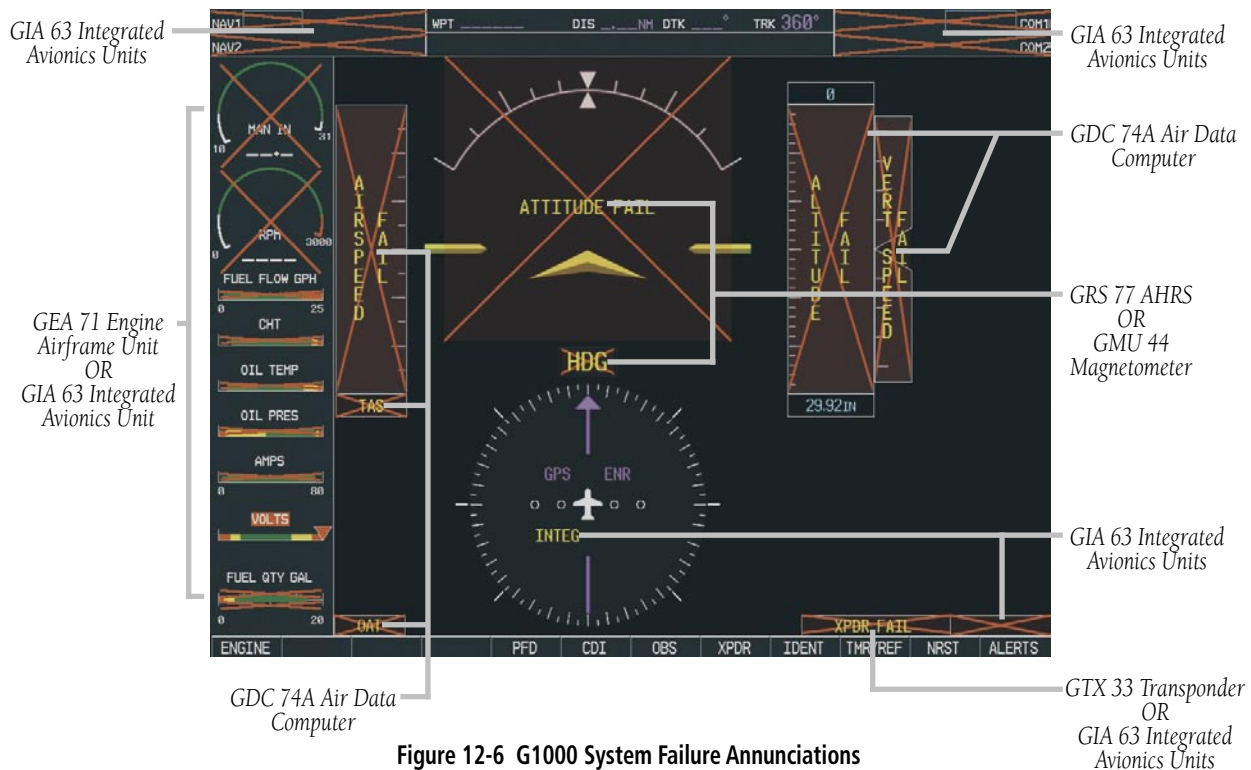 GIA 63 Integrated
Avionics Units
NAV1
NAV2
WPT _______ DIS __.__NM DTK ___° TRK 360°
COM1
COM2
GIA 63 Integrated
Avionics Units
GEA 71 Engine
Airframe Unit
OR
GIA 63 Integrated
Avionics Unit
MAN IN
10
31
RPM
0
3000
FUEL FLOW GPH
0 25
CHT
OIL TEMP
OIL PRES
AMPS
0 80
VOLTS
FUEL QTY GAL
0 20
AIRSPEED
FAIL
TAS
OAT
ATTITUDE FAIL
HDG
GPS ENR
INTEG
0
ALTITUDE
FAIL
VERT SPEED
FAIL
29.92IN
XPDR FAIL
GDC 74A Air Data
Computer
GRS 77 AHRS
OR
GMU 44
Magnetometer
GIA 63 Integrated
Avionics Units
ENGINE PFD CDI OBS XPDR IDENT TMR/REF NRST ALERTS
GDC 74A Air Data
Computer
GTX 33 Transponder
OR
GIA 63 Integrated
Avionics Units
Figure 12-6 G1000 System Failure Annunciations